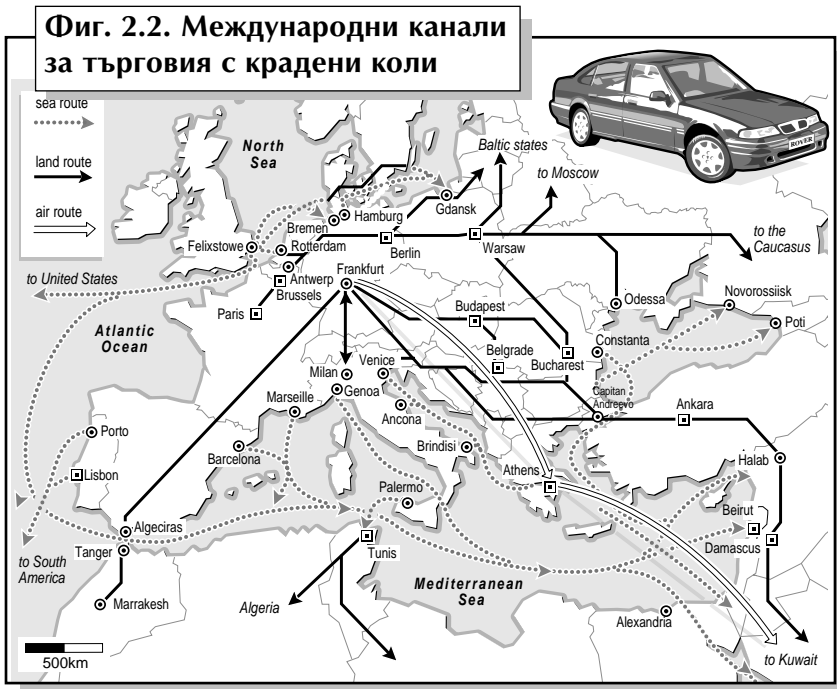 Фиг. 2.2. Международни канали
за търговия с крадени коли
sea route
land route
air route
ROVER
North
Sea
Baltic states
to Moscow
Gdansk
Hamburg
Bremen
Felixstowe
Rotterdam
Berlin
Warsaw
to the
Caucasus
to United States
Antwerp
Brussels
Frankfurt
Paris
Budapest
Odessa
Novorossiisk
Poti
Atlantic
Ocean
Belgrade
Constanta
Bucharest
Milan
Venice
Genoa
Marseille
Capitan
Andreevo
Ankara
Ancona
Porto
Barcelona
Brindisi
Halab
Lisbon
Athens
Palermo
Beirut
Algeciras
Tanger
Tunis
Damascus
to South
America
Mediterranean
Sea
Marrakesh
Algeria
Alexandria
500km
to Kuwait